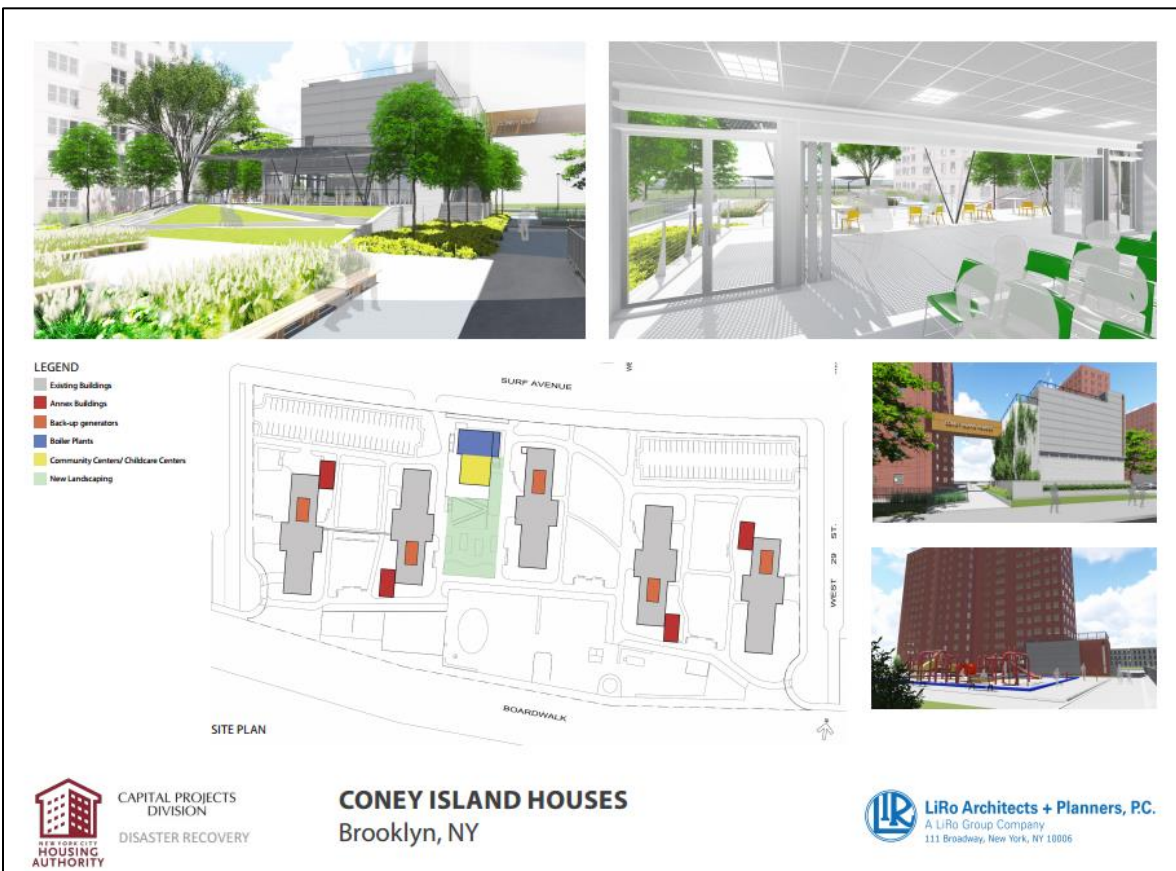 LEGEND
Existing Buildings
Annex Buildings
Back-up generators
Boiler Plants
Community Centers/ Childcare Centers
New Landscaping
SURF AVENUE
WEST 29 ST.
BOARDWALK
SITE PLAN
NEW YORK CITY
HOUSING
AUTHORITY
CAPITAL PROJECTS
DIVISION
DISASTER RECOVERY
CONEY ISLAND HOUSES
Brooklyn, NY
LiRo Architects + Planners, P.C.
A LiRo Group Company
111 Broadway, New York, NY 10006